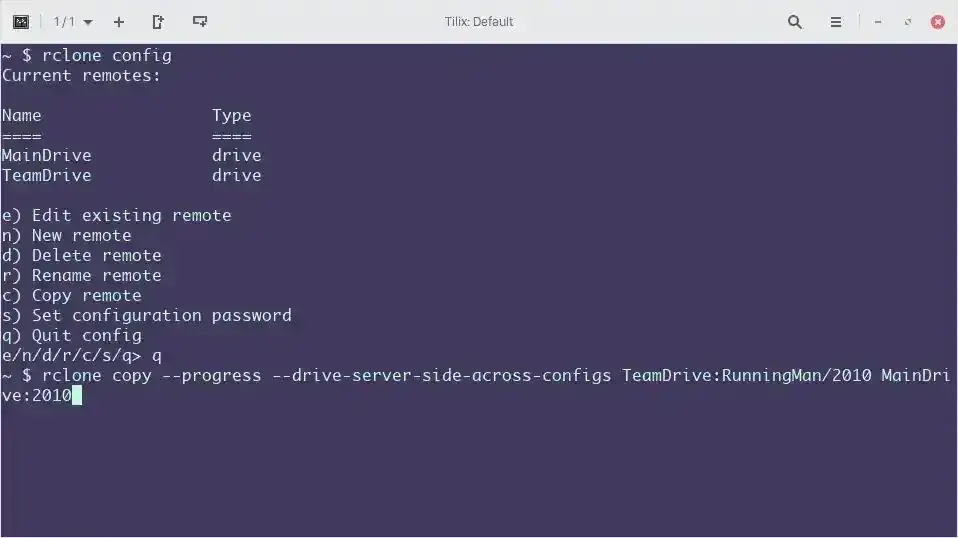 1/1
Tilix: Default
~ $ rclone config
Current remotes:
Name                 Type
====                 ====
MainDrive            drive
TeamDrive            drive
e) Edit existing remote
n) New remote
d) Delete remote
r) Rename remote
c) Copy remote
s) Set configuration password
q) Quit config
e/n/d/r/c/s/q> q
~ $ rclone copy --progress --drive-server-side-across-configs TeamDrive:RunningMan/2010 MainDri
ve:2010